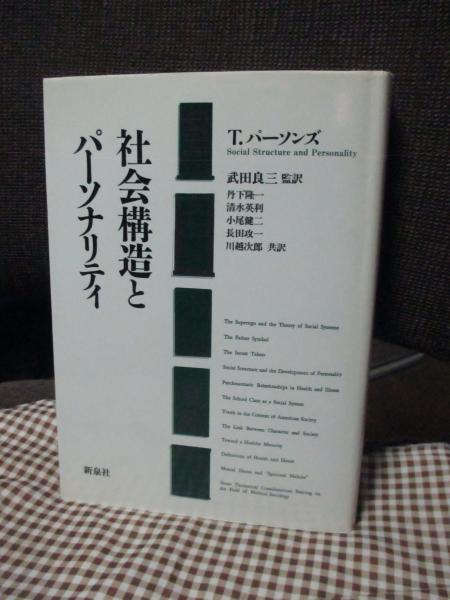 社会構造と
パーソナリティ
T. パーソンズ
Social Structure and Personality
武田良三 監訳
丹下隆一
清水英利
小尾健二
長田攻一
川越次郎 共訳
The Superego and the Theory of Social Systems
The Father Symbol
The Incest Taboo
Social Structure and the Development of Personality
Psychosomatic Relationships in Health and Illness
The School Class as a Social System
Youth in the Context of American Society
The Link Between Character and Society
Toward a Healthy Maturity
Definitions of Health and Illness
Mental Illness and "Spiritual Malaise"
Some Theoretical Considerations Bearing on
the Field of Medical Sociology
新泉社